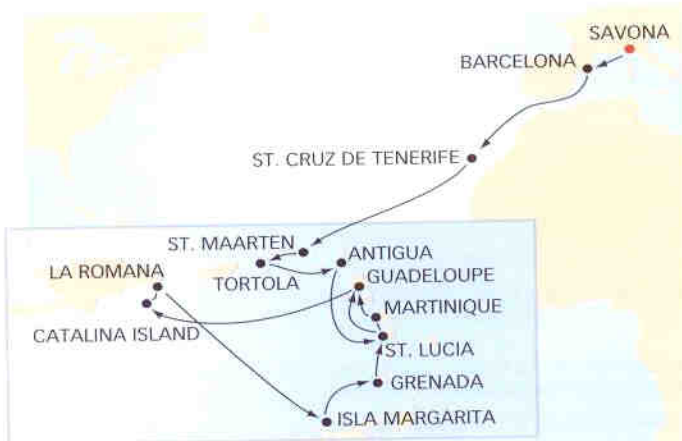 SAVONA
BARCELONA
ST. CRUZ DE TENERIFE
ST. MAARTEN
ANTIGUA
LA ROMANA
TORTOLA
GUADELOUPE
MARTINIQUE
CATALINA ISLAND
ST. LUCIA
GRENADA
ISLA MARGARITA